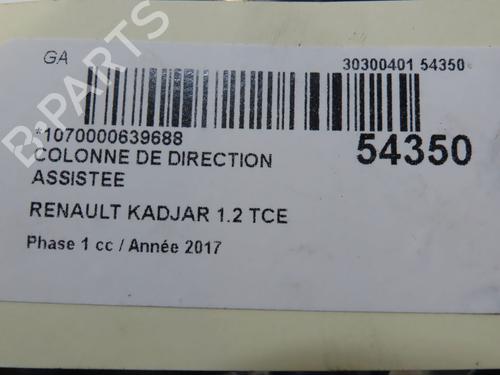 GA
30300401 54350
*1070000639688
54350
COLONNE DE DIRECTION
ASSISTEE
RENAULT KADJAR 1.2 TCE
Phase 1 cc / Année 2017
B-PARTS